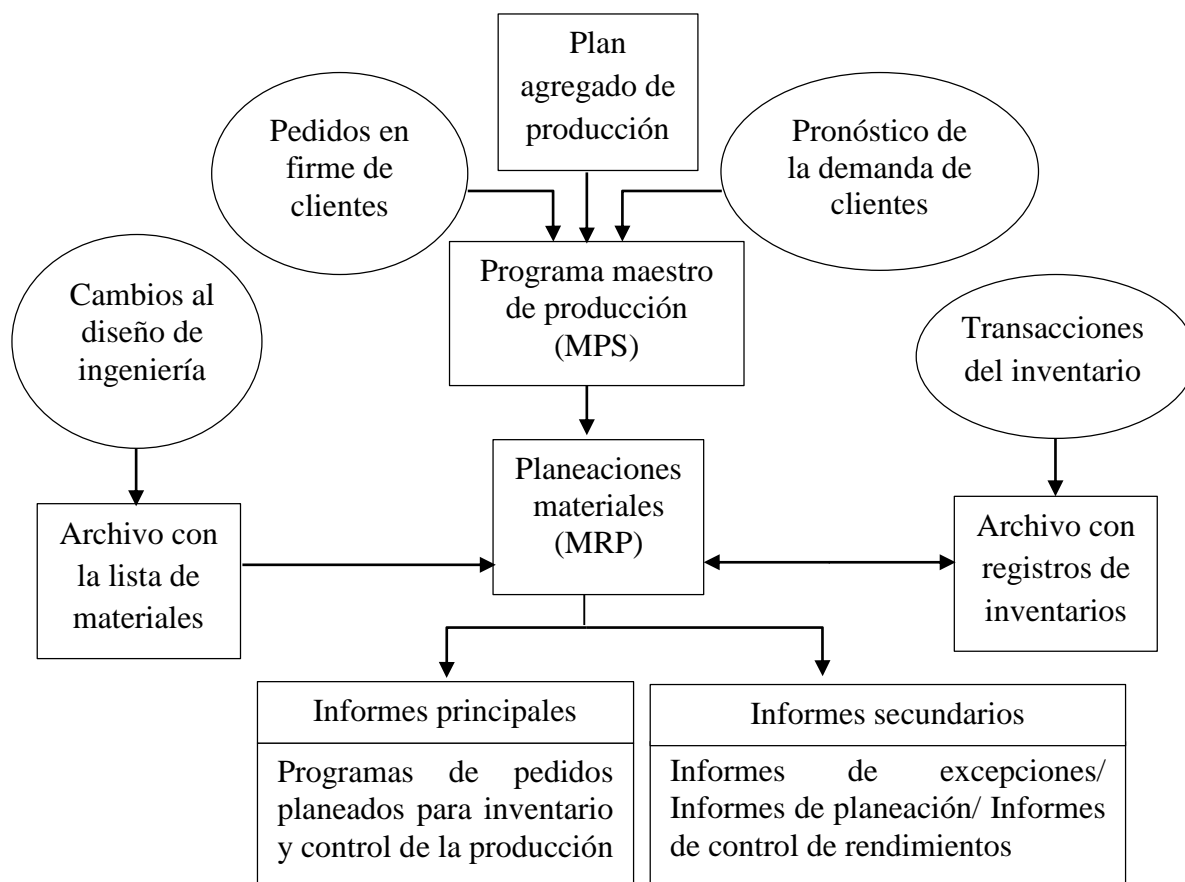 Plan
agregado de
producción
Pedidos en
firme de
clientes
Pronóstico de
la demanda de
clientes
Programa maestro
de producción
(MPS)
Cambios al
diseño de
ingeniería
Transacciones
del inventario
Planeaciones
materiales
(MRP)
Archivo con
la lista de
materiales
Archivo con
registros de
inventarios
Informes principales
Programas de pedidos
planeados para inventario
y control de la producción
Informes secundarios
Informes de excepciones/
Informes de planeación/ Informes
de control de rendimientos